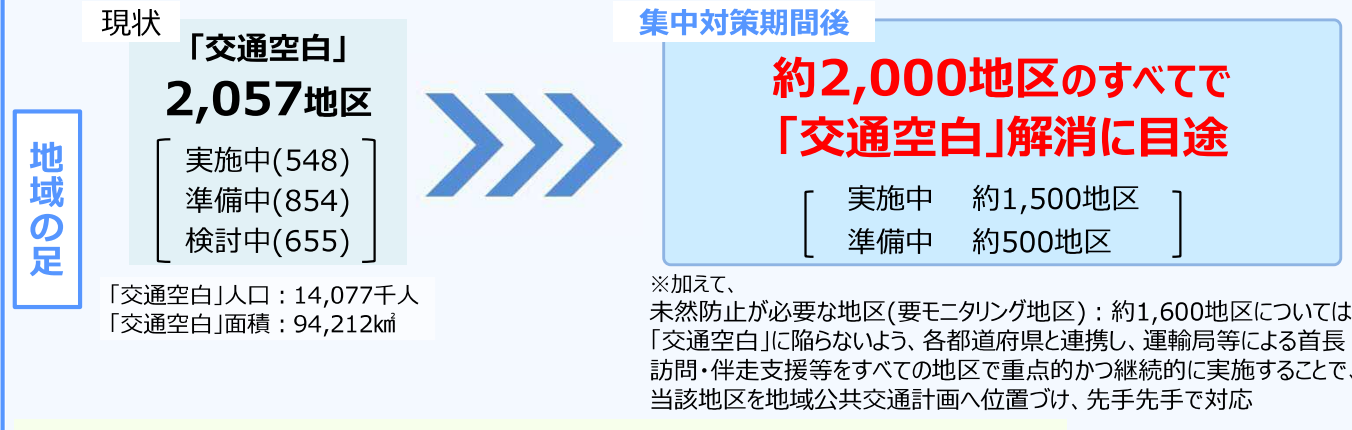 地域の足
現状
「交通空白」
2,057地区
実施中(548)
準備中(854)
検討中(655)
「交通空白」人口：14,077千人
「交通空白」面積：94,212㎢
集中対策期間後
約2,000地区のすべてで
「交通空白」解消に目途
実施中　約1,500地区
準備中　約500地区
※加えて、
未然防止が必要な地区(要モニタリング地区)：約1,600地区については
「交通空白」に陥らないよう、各都道府県と連携し、運輸局等による首長
訪問・伴走支援等をすべての地区で重点的かつ継続的に実施することで、
当該地区を地域公共交通計画へ位置づけ、先手先手で対応